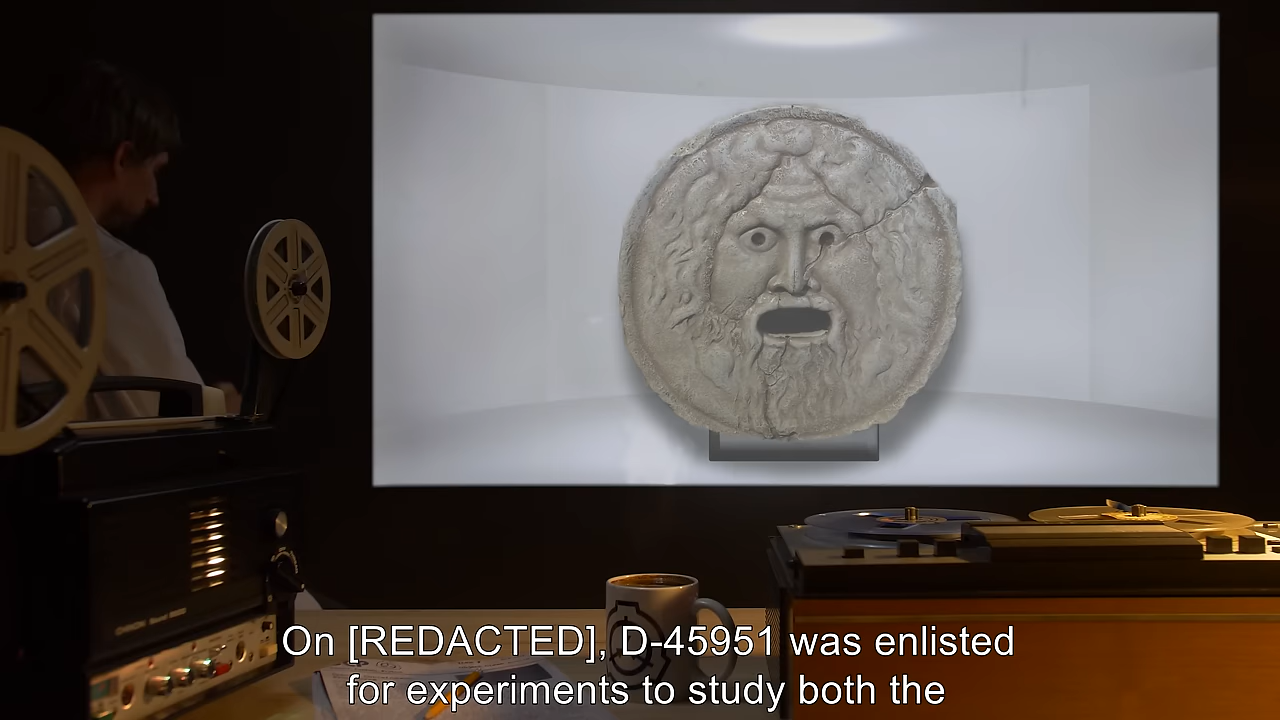 On [REDACTED], D-45951 was enlisted
for experiments to study both the